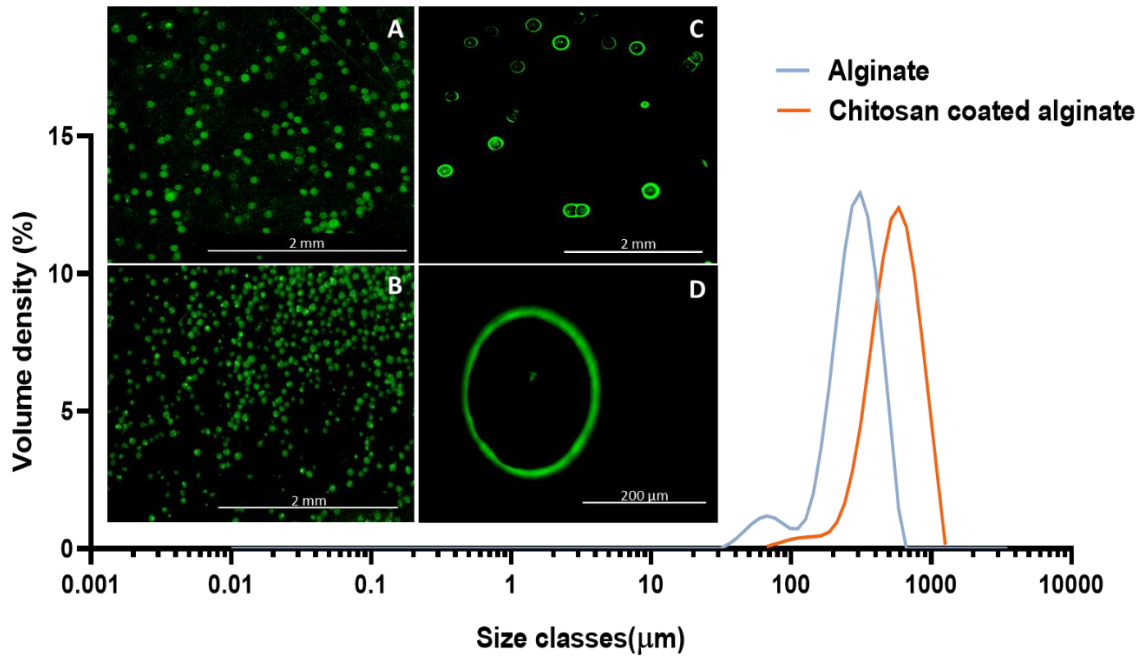 A
2 mm
C
2 mm
B
2 mm
D
200 µm
Alginate
Chitosan coated alginate
Volume density (%)
15
10
5
0
0.001 0.01 0.1 1 10 100 1000 10000
Size classes(µm)